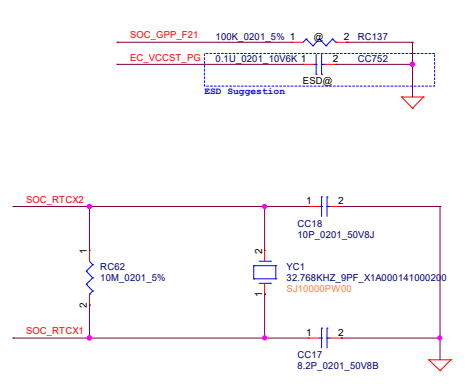 SOC_GPP_F21 100K_0201_5% 1 @ 2 RC137
EC_VCCST_PG 0.1U_0201_10V6K 1 2 CC752
ESD@
ESD Suggestion
SOC_RTCX2 1 2
CC18
10P_0201_50V8J
1 2
RC62 YC1
10M_0201_5% 32.768KHZ_9PF_X1A000141000200
SJ10000PW00
2 1
SOC_RTCX1 1 2
CC17
8.2P_0201_50V8B